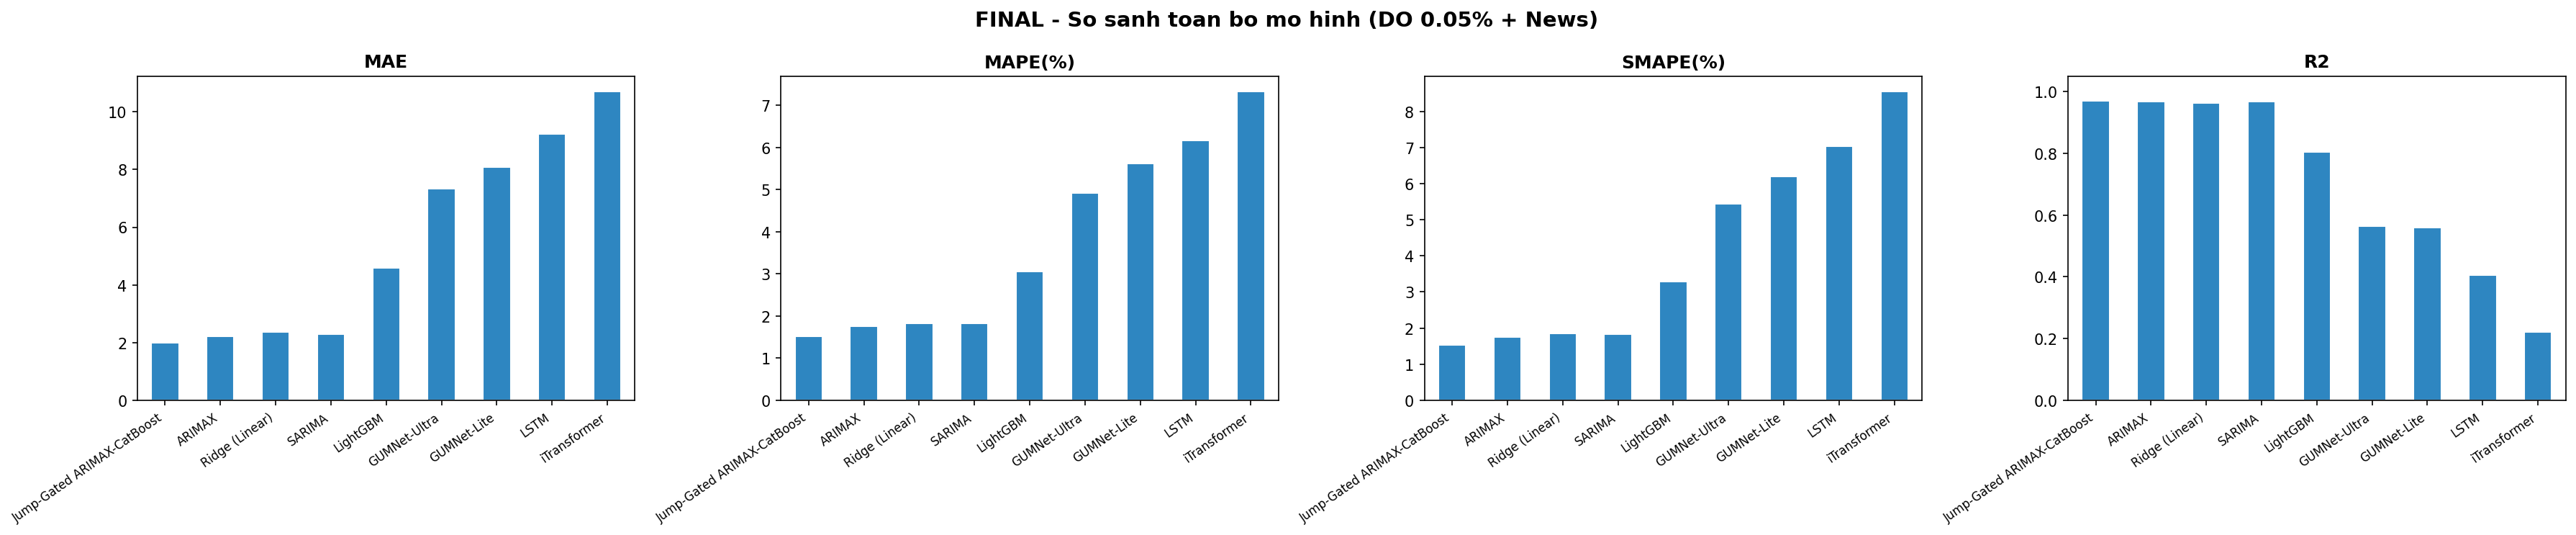 FINAL - So sanh toan bo mo hinh (DO 0.05% + News)
MAE
10
8
6
4
2
0
Jump-Gated ARIMAX-CatBoost
ARIMAX
Ridge (Linear)
SARIMA
LightGBM
GUMNet-Ultra
GUMNet-Lite
LSTM
iTransformer
MAPE(%)
7
6
5
4
3
2
1
0
Jump-Gated ARIMAX-CatBoost
ARIMAX
Ridge (Linear)
SARIMA
LightGBM
GUMNet-Ultra
GUMNet-Lite
LSTM
iTransformer
SMAPE(%)
8
7
6
5
4
3
2
1
0
Jump-Gated ARIMAX-CatBoost
ARIMAX
Ridge (Linear)
SARIMA
LightGBM
GUMNet-Ultra
GUMNet-Lite
LSTM
iTransformer
R2
1.0
0.8
0.6
0.4
0.2
0.0
Jump-Gated ARIMAX-CatBoost
ARIMAX
Ridge (Linear)
SARIMA
LightGBM
GUMNet-Ultra
GUMNet-Lite
LSTM
iTransformer